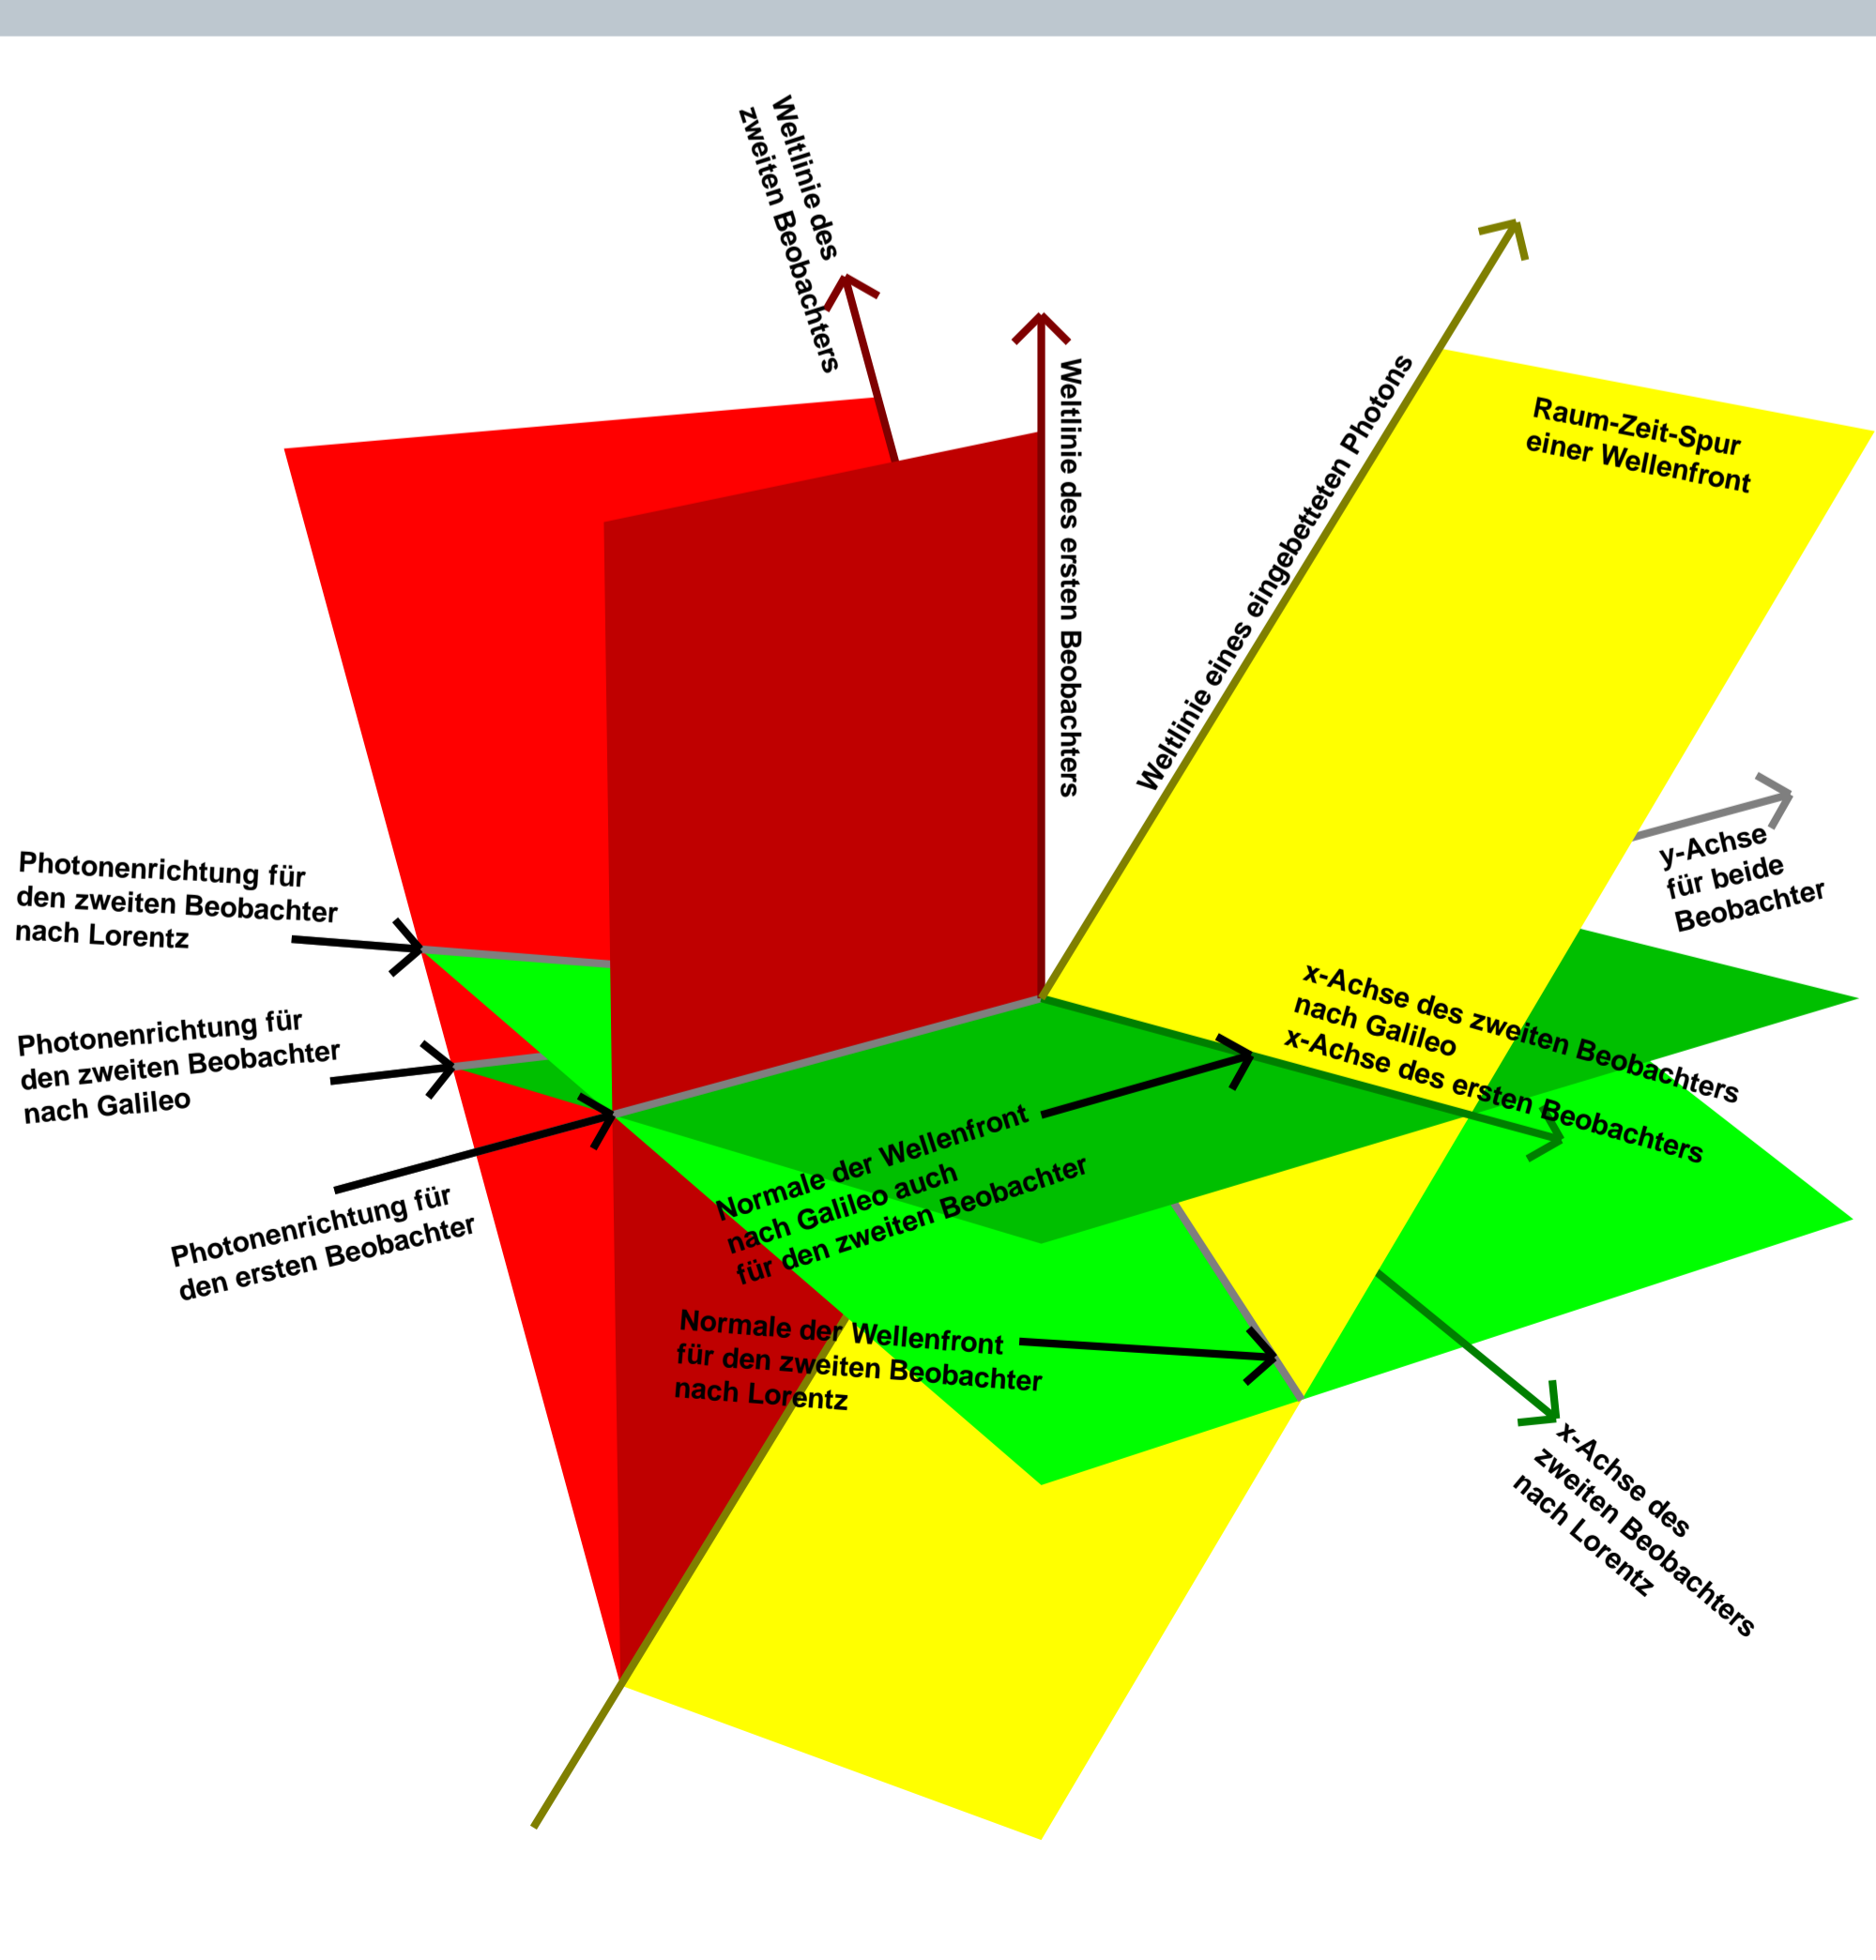 Weltlinie des
zweiten Beobachters
Weltlinie des ersten Beobachters
Weltlinie eines eingebetteten Photons
Raum-Zeit-Spur
einer Wellenfront
y-Achse
für beide
Beobachter
Photonenrichtung für
den zweiten Beobachter
nach Lorentz
Photonenrichtung für
den zweiten Beobachter
nach Galileo
Photonenrichtung für
den ersten Beobachter
x-Achse des zweiten Beobachters
nach Galileo
x-Achse des ersten Beobachters
Normale der Wellenfront
nach Galileo auch
für den zweiten Beobachter
Normale der Wellenfront
für den zweiten Beobachter
nach Lorentz
x-Achse des
zweiten Beobachters
nach Lorentz